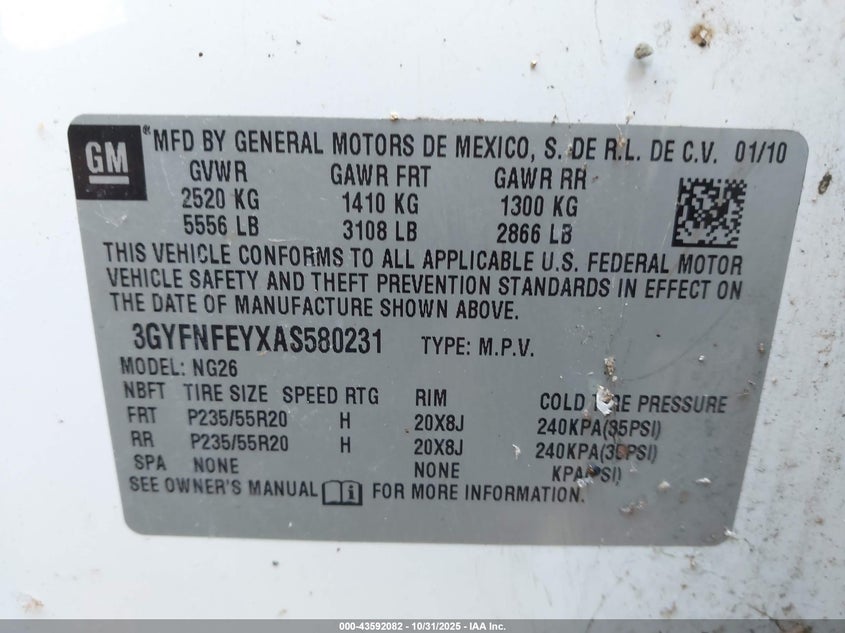 GM ® MFD BY GENERAL MOTORS DE MEXICO, S. DE R.L. DE C.V. 01/10
GVWR GAWR FRT GAWR RR
2520 KG 1410 KG 1300 KG
5556 LB 3108 LB 2866 LB
THIS VEHICLE CONFORMS TO ALL APPLICABLE U.S. FEDERAL MOTOR
VEHICLE SAFETY AND THEFT PREVENTION STANDARDS IN EFFECT ON
THE DATE OF MANUFACTURE SHOWN ABOVE.
3GYFNFEYXAS580231 TYPE: M.P.V.
MODEL: NG26
NBFT TIRE SIZE SPEED RTG RIM COLD TIRE PRESSURE
FRT P235/55R20 H 20X8J 240KPA(35PSI)
RR P235/55R20 H 20X8J 240KPA(35PSI)
SPA NONE NONE KPA(PSI)
SEE OWNER'S MANUAL i FOR MORE INFORMATION.
000-43592082 - 10/31/2025 - IAA Inc.